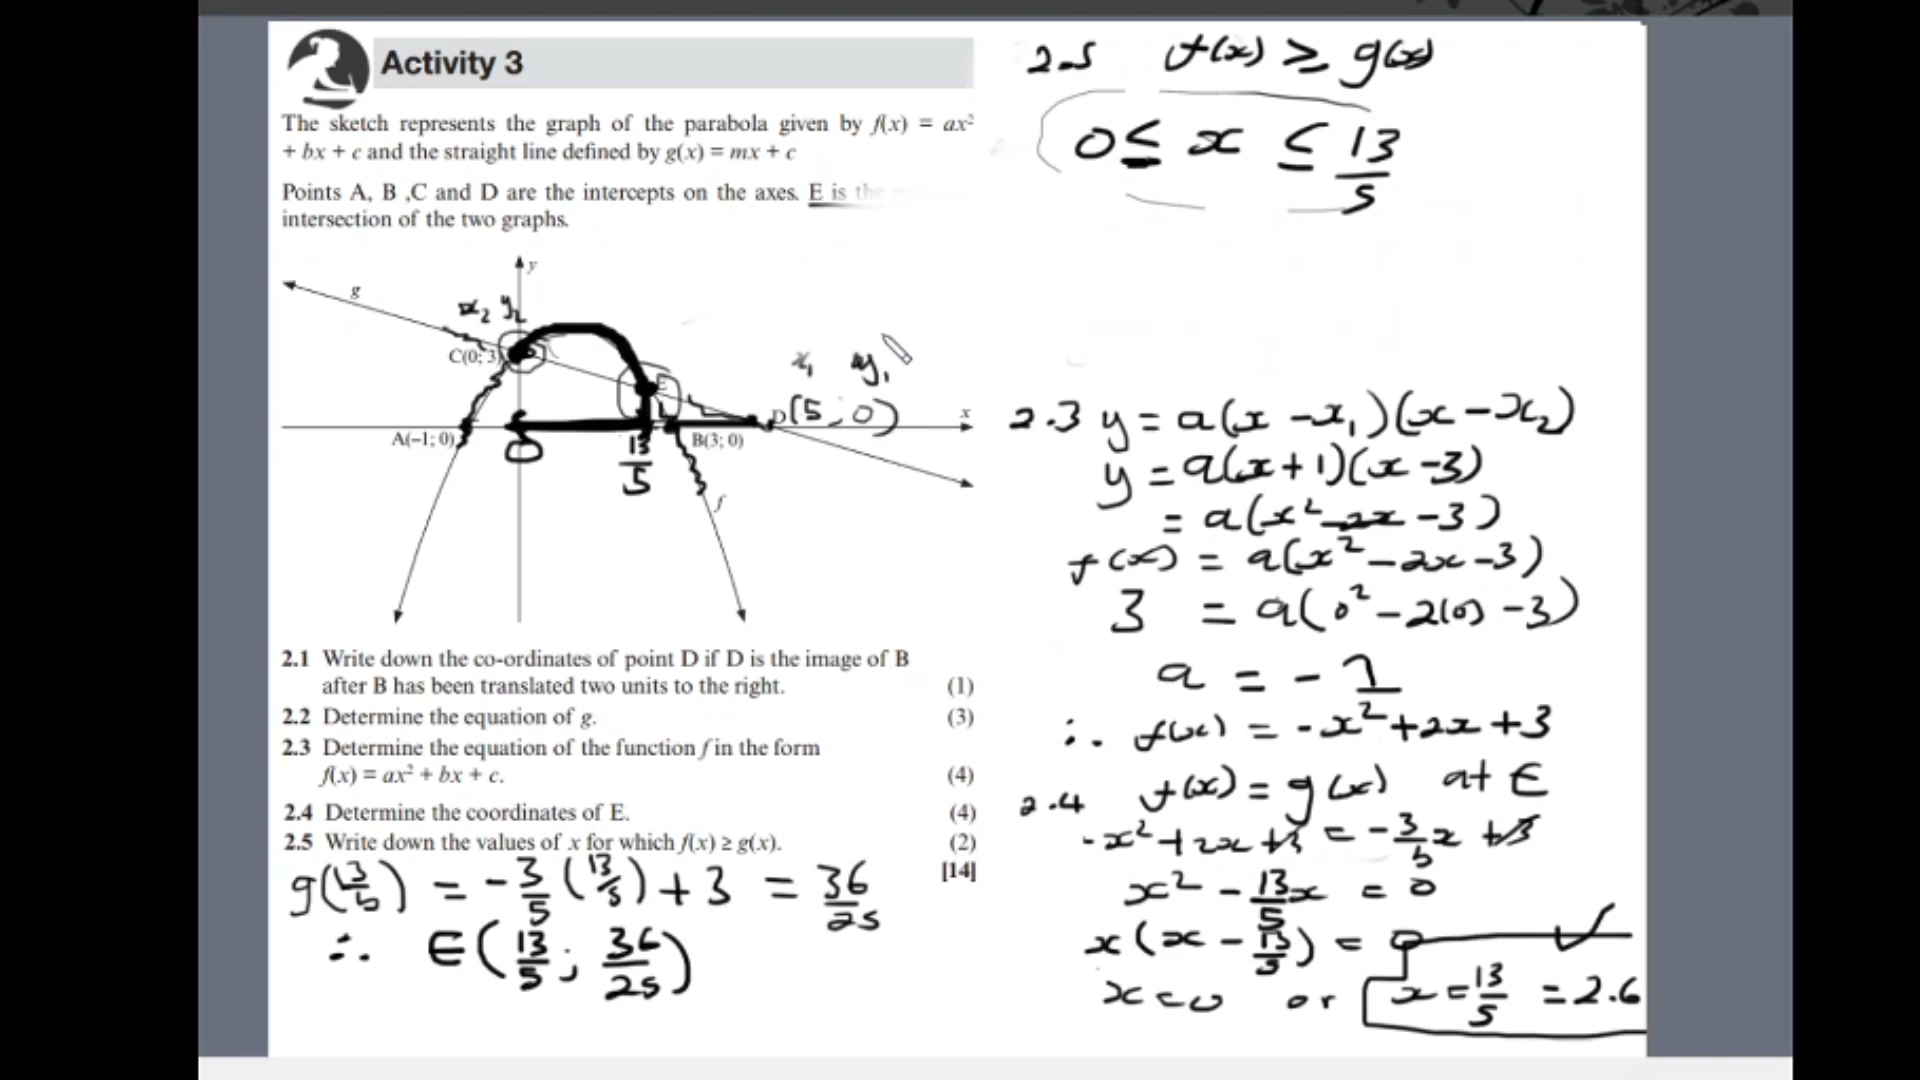 Activity 3
The sketch represents the graph of the parabola given by f(x) = ax²
+ bx + c and the straight line defined by g(x) = mx + c
Points A, B ,C and D are the intercepts on the axes. E is the
intersection of the two graphs.
y
g
x₂ y₂
C(0; 3)
E
x₁ y₁
D(5; 0)
x
A(−1; 0)
0
13/5
B(3; 0)
f
2.1 Write down the co-ordinates of point D if D is the image of B
after B has been translated two units to the right. (1)
2.2 Determine the equation of g. (3)
2.3 Determine the equation of the function f in the form
f(x) = ax² + bx + c. (4)
2.4 Determine the coordinates of E. (4)
2.5 Write down the values of x for which f(x) ≥ g(x). (2)
[14]
g(13/5) = −3/5 (13/5) + 3 = 36/25
∴ E(13/5; 36/25)
2.5 f(x) ≥ g(x)
0 ≤ x ≤ 13/5
2.3 y = a(x − x₁)(x − x₂)
y = a(x + 1)(x − 3)
= a(x² − 2x − 3)
f(x) = a(x² − 2x − 3)
3 = a(0² − 2(0) − 3)
a = −1
∴ f(x) = −x² + 2x + 3
2.4 f(x) = g(x) at E
−x² + 2x + 3 = −3/5x + 3
x² − 13/5x = 0
x(x − 13/5) = 0
x = 0 or x = 13/5 = 2.6